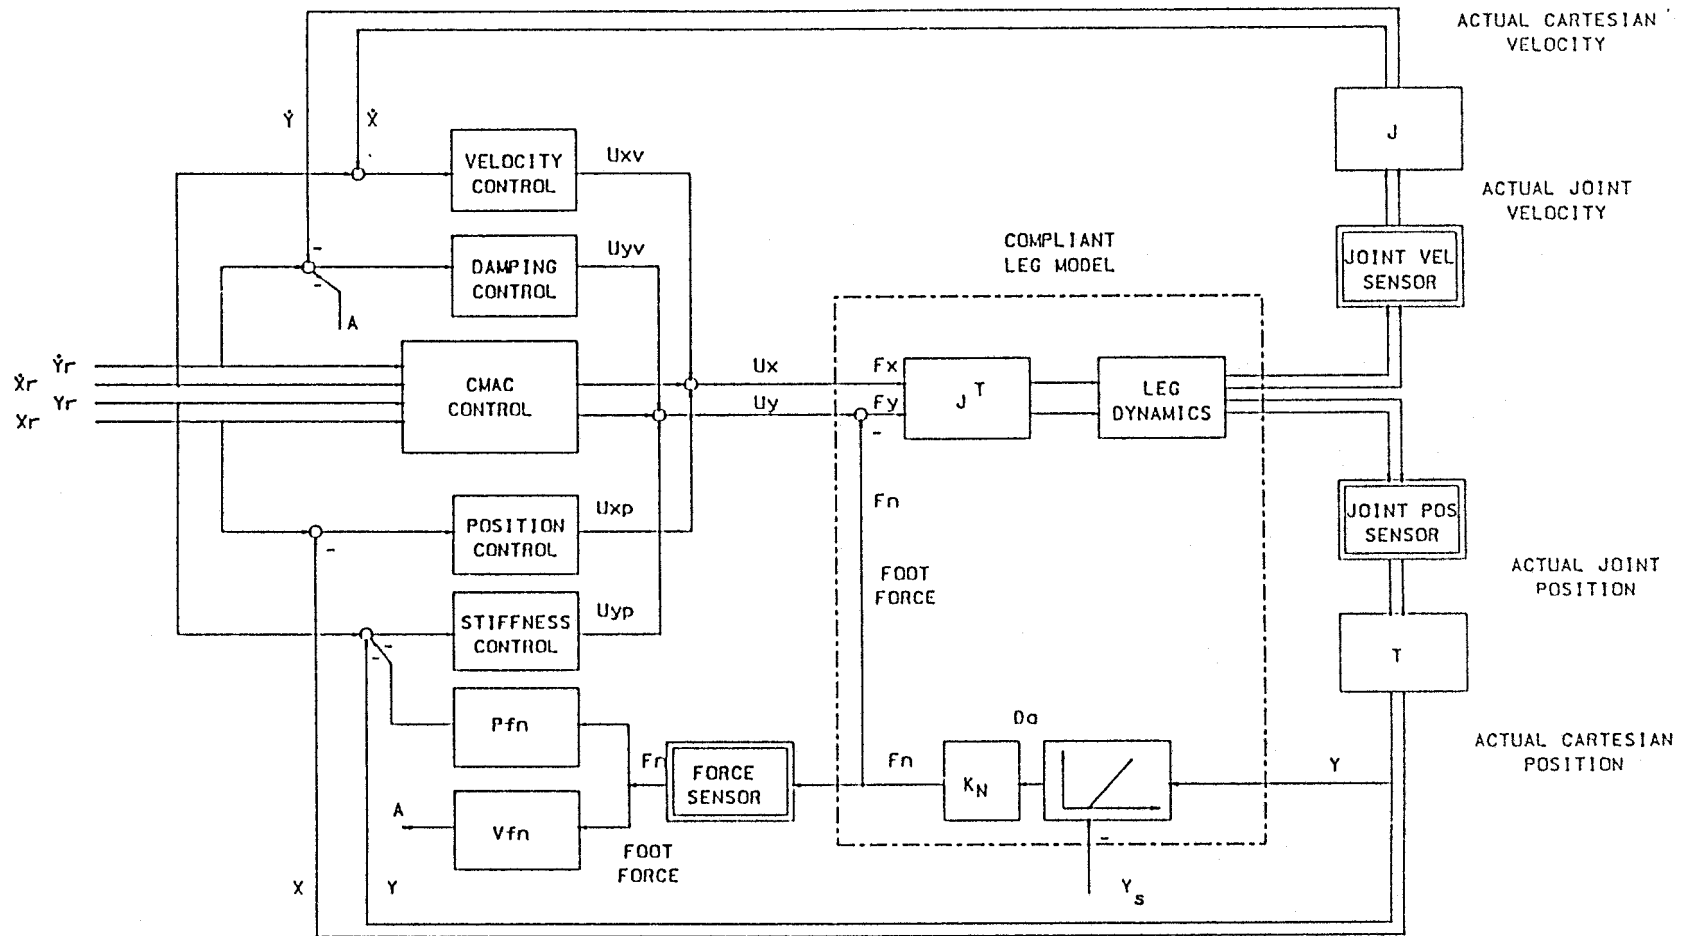 ACTUAL CARTESIAN
VELOCITY
Ẏ
Ẋ
J
VELOCITY
CONTROL
Uxv
ACTUAL JOINT
VELOCITY
DAMPING
CONTROL
Uyv
COMPLIANT
LEG MODEL
JOINT VEL
SENSOR
-
-
A
Ẏr
Ẋr
Yr
Xr
CMAC
CONTROL
Ux
Uy
Fx
Fy
-
J T
LEG
DYNAMICS
Fn
POSITION
CONTROL
Uxp
-
JOINT POS
SENSOR
FOOT
FORCE
ACTUAL JOINT
POSITION
STIFFNESS
CONTROL
Uyp
-
-
T
Pfn
Da
ACTUAL CARTESIAN
POSITION
Fn
FORCE
SENSOR
Fn
KN
Y
A
Vfn
FOOT
FORCE
-
Ys
X
Y